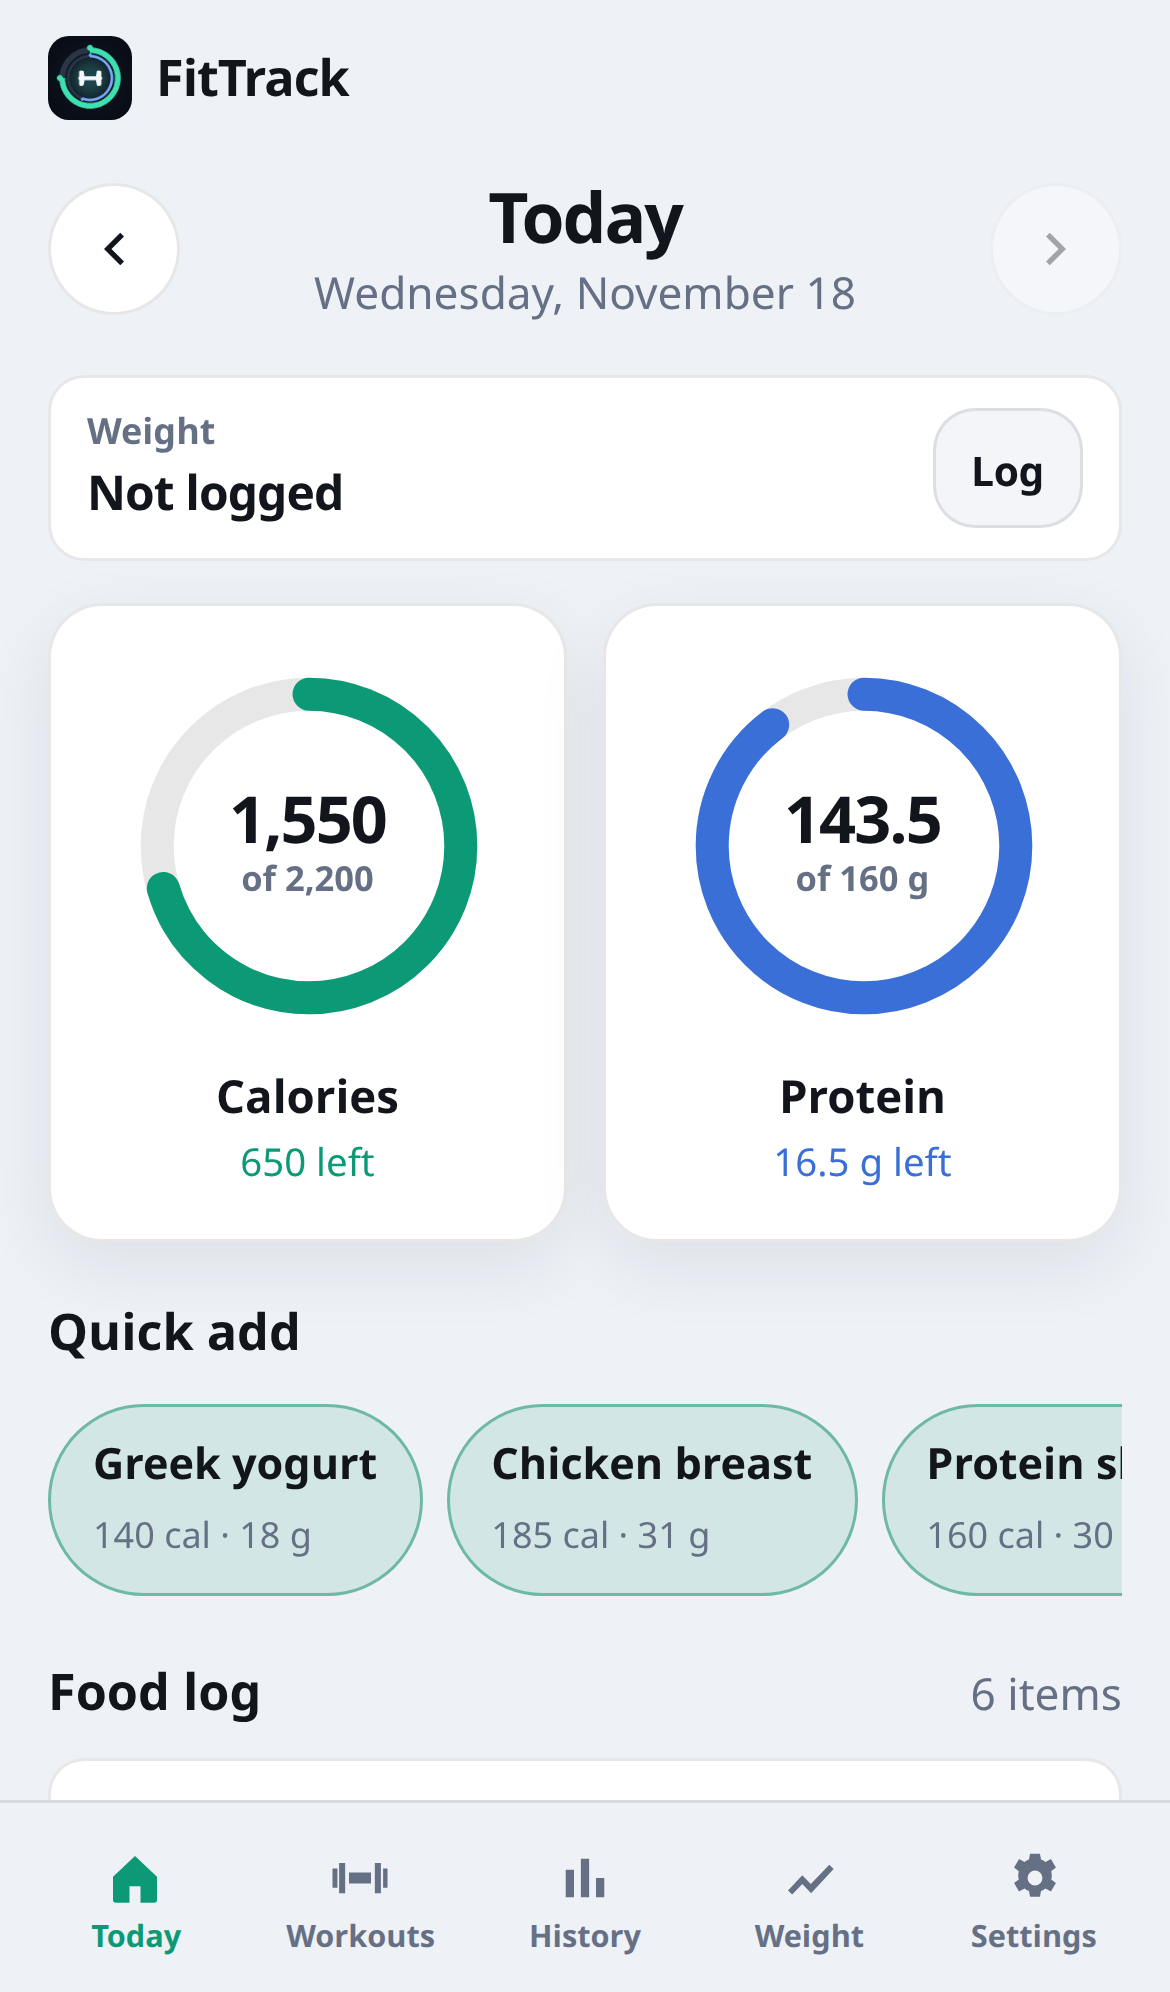 FitTrack
Today
Wednesday, November 18
Weight
Not logged
Log
1,550
of 2,200
Calories
650 left
143.5
of 160 g
Protein
16.5 g left
Quick add
Greek yogurt
140 cal · 18 g
Chicken breast
185 cal · 31 g
Protein
160 cal · 30
Food log
6 items
Today
Workouts
History
Weight
Settings